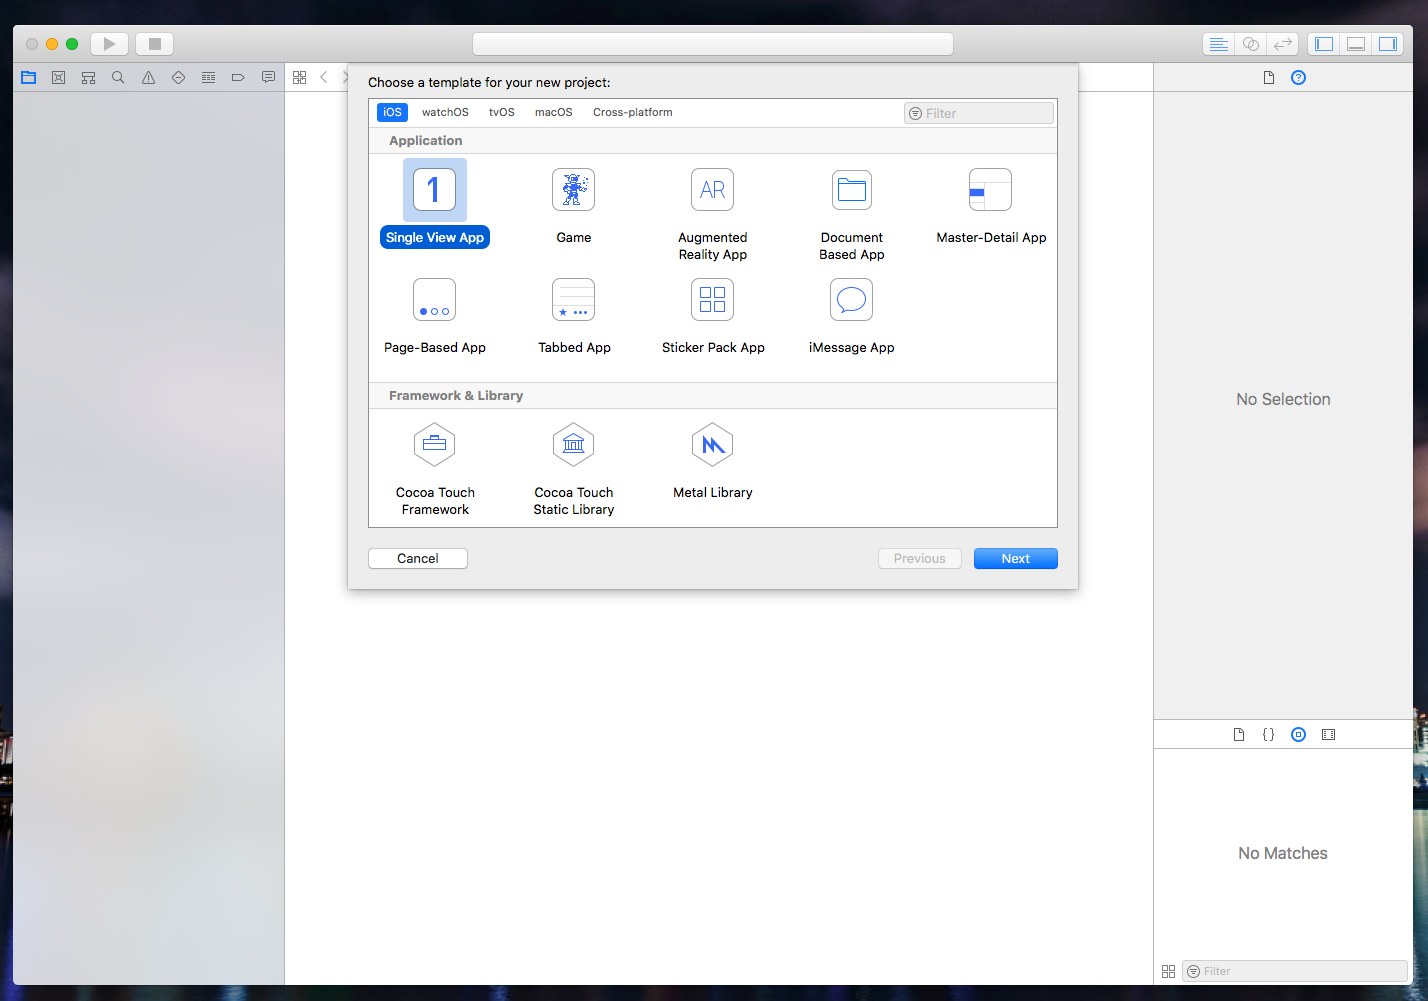 Choose a template for your new project:
iOS watchOS tvOS macOS Cross-platform Filter
Application
1
AR
Single View App
Game
Augmented
Reality App
Document
Based App
Master-Detail App
Page-Based App
Tabbed App
Sticker Pack App
iMessage App
Framework & Library
Cocoa Touch
Framework
Cocoa Touch
Static Library
Metal Library
Cancel
Previous
Next
No Selection
{}
No Matches
Filter